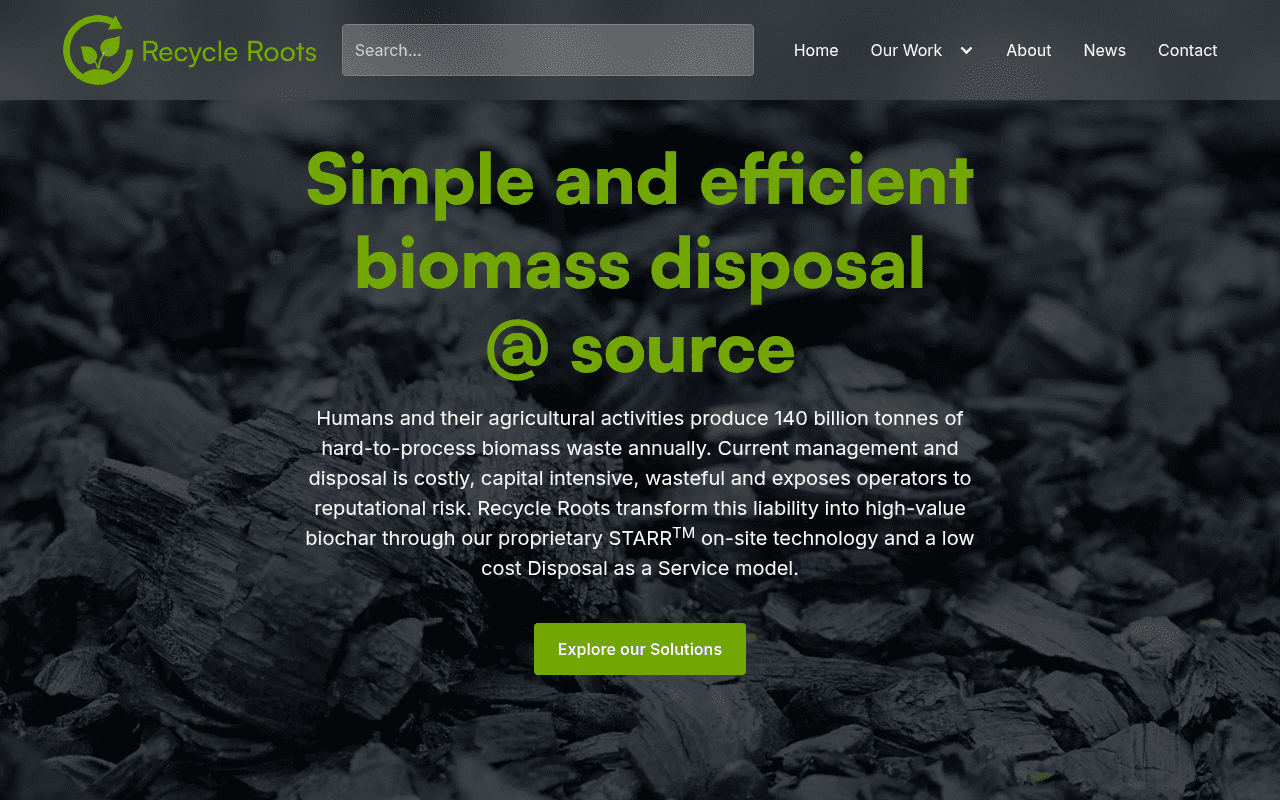 Recycle Roots
Search...
Home
Our Work
About
News
Contact
Simple and efficient
biomass disposal
@ source
Humans and their agricultural activities produce 140 billion tonnes of
hard-to-process biomass waste annually. Current management and
disposal is costly, capital intensive, wasteful and exposes operators to
reputational risk. Recycle Roots transform this liability into high-value
biochar through our proprietary STARR™ on-site technology and a low
cost Disposal as a Service model.
Explore our Solutions